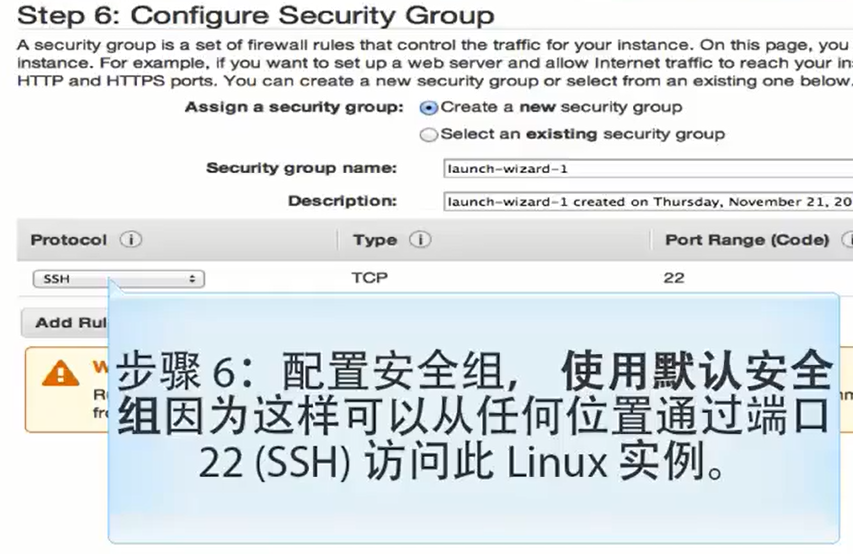 Step 6: Configure Security Group
A security group is a set of firewall rules that control the traffic for your instance. On this page, you
instance. For example, if you want to set up a web server and allow Internet traffic to reach your in
HTTP and HTTPS ports. You can create a new security group or select from an existing one below.
Assign a security group: Create a new security group
Select an existing security group
Security group name: launch-wizard-1
Description: launch-wizard-1 created on Thursday, November 21, 20
Protocol Type Port Range (Code)
SSH TCP 22
Add Rul
步骤 6：配置安全组， 使用默认安全
组因为这样可以从任何位置通过端口
22 (SSH) 访问此 Linux 实例。